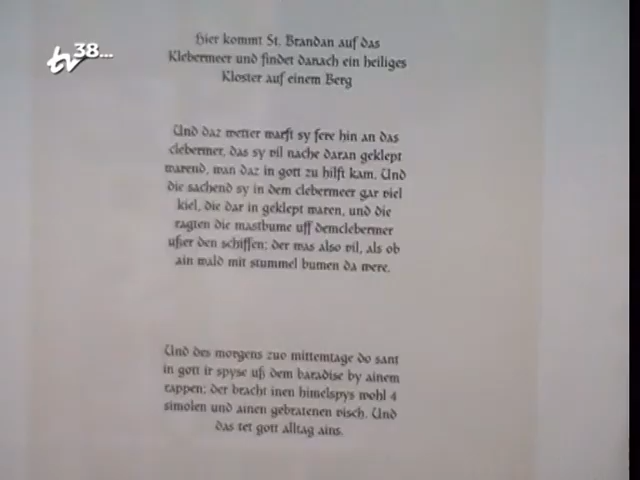 tv38...
Hier kommt St. Brandan auf das
Klebermeer und findet danach ein heiliges
Kloster auf einem Berg
Und daz wetter warft sy fere hin an das
clebermer, das sy vil nache daran geklept
warend, wan daz in gott zu hilft kam. Und
die sachend sy in dem clebermeer gar viel
kiel, die dar in geklept waren, und die
ragten die mastbume uff demclebermer
usser den schiffen; der was also vil, als ob
ain wald mit stummel bumen da were.
Und des morgens zuo mittemtage do sant
in gott ir spyse uß dem baradise by ainem
rappen; der bracht inen himelspys wohl 4
simolen und ainen gebratenen visch. Und
das tet gott alltag ains.